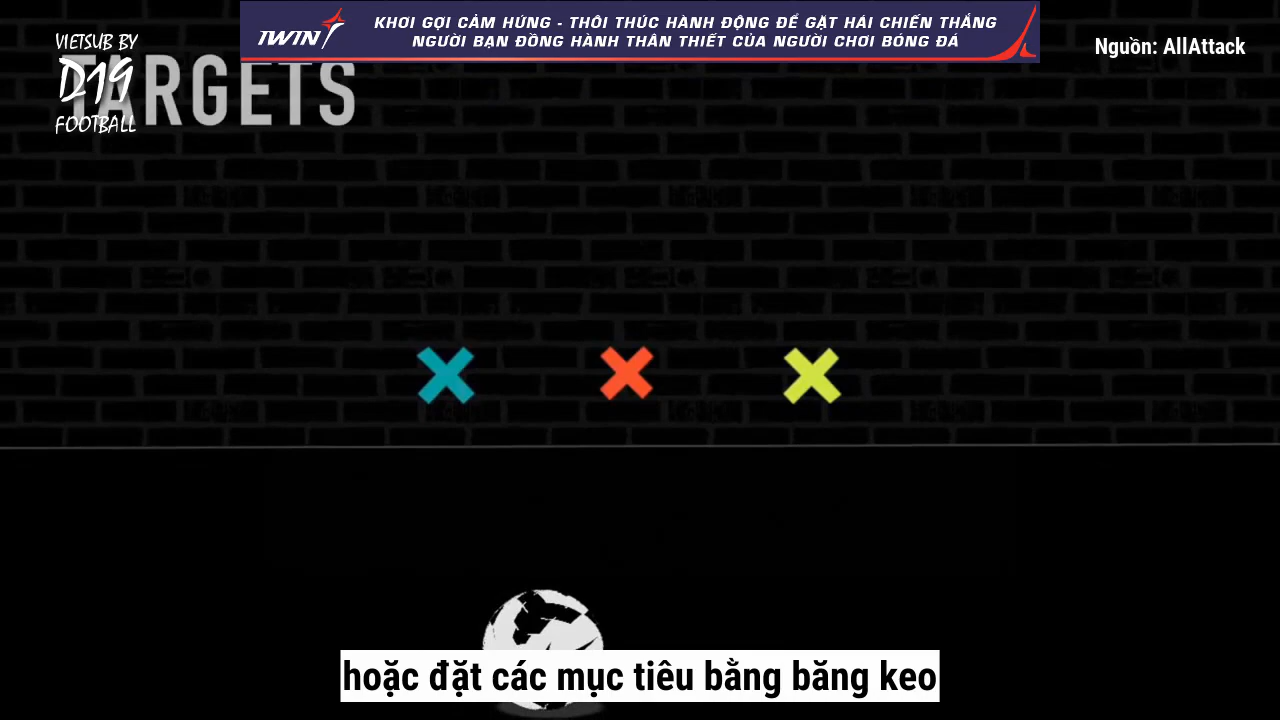 IWIN
KHƠI GỢI CẢM HỨNG - THÔI THÚC HÀNH ĐỘNG ĐỂ GẶT HÁI CHIẾN THẮNG
NGƯỜI BẠN ĐỒNG HÀNH THÂN THIẾT CỦA NGƯỜI CHƠI BÓNG ĐÁ
Nguồn: AllAttack
VIETSUB BY
D19
FOOTBALL
TARGETS
hoặc đặt các mục tiêu bằng băng keo